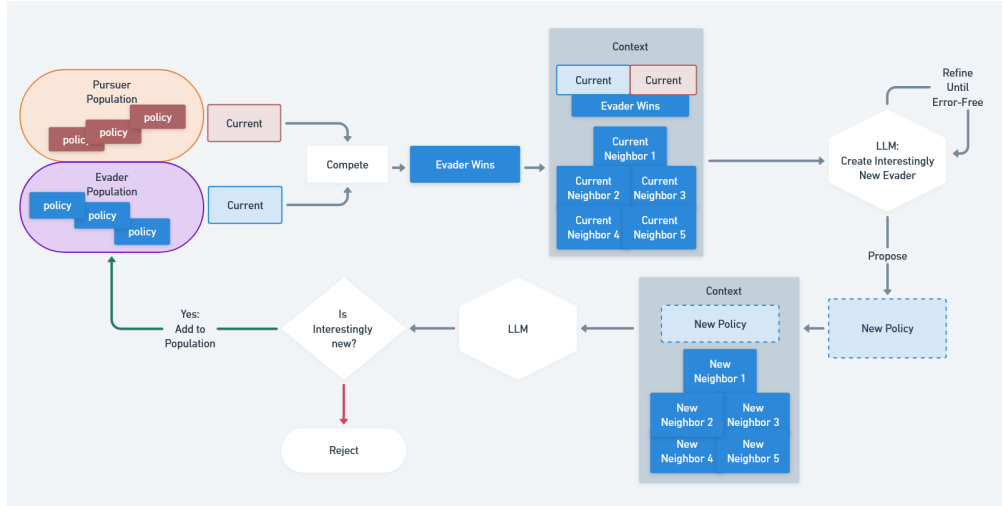 Pursuer
Population
policy
policy
policy
Current
Evader
Population
policy
policy
policy
Current
Compete
Evader Wins
Context
Current
Current
Evader Wins
Current
Neighbor 1
Current
Neighbor 2
Current
Neighbor 3
Current
Neighbor 4
Current
Neighbor 5
Refine
Until
Error-Free
LLM:
Create Interestingly
New Evader
Propose
New Policy
Context
New Policy
New
Neighbor 1
New
Neighbor 2
New
Neighbor 3
New
Neighbor 4
New
Neighbor 5
LLM
Is
Interestingly
new?
Yes:
Add to
Population
Reject